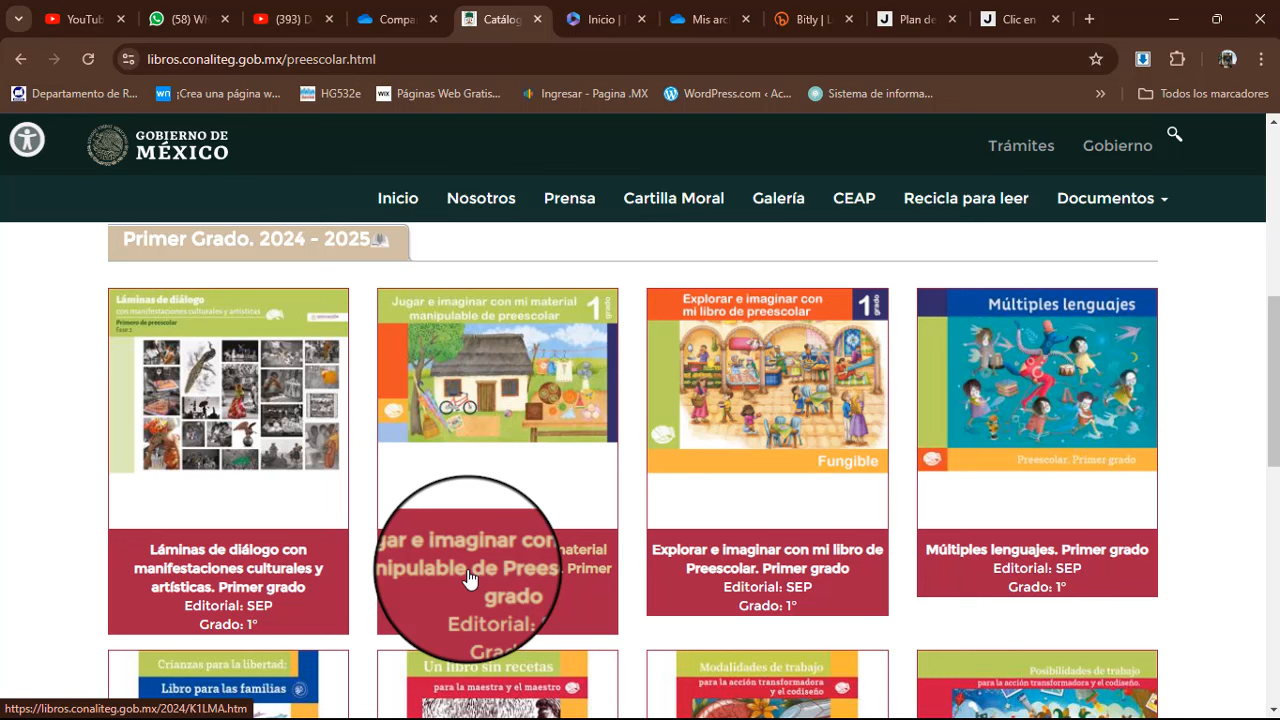 YouTub
(58) W
(393) D
Compa
Catálog
Inicio |
Mis arc
Bitly | L
Plan de
Clic en
libros.conaliteg.gob.mx/preescolar.html
Departamento de R...
¡Crea una página w...
HG532e
Páginas Web Gratis...
Ingresar - Pagina .MX
WordPress.com ‹ Ac...
Sistema de informa...
Todos los marcadores
GOBIERNO DE
MÉXICO
Trámites
Gobierno
Inicio
Nosotros
Prensa
Cartilla Moral
Galería
CEAP
Recicla para leer
Documentos
Primer Grado. 2024 - 2025
Láminas de diálogo
con manifestaciones culturales y artísticas
Primero de preescolar
Fase 2
Láminas de diálogo con
manifestaciones culturales y
artísticas. Primer grado
Editorial: SEP
Grado: 1°
Jugar e imaginar con mi material
manipulable de preescolar
1 grado
gar e imaginar con
material
nipulable de Prees
. Primer
grado
Editorial:
Gra
Explorar e imaginar con
mi libro de preescolar
1 grado
Fungible
Explorar e imaginar con mi libro de
Preescolar. Primer grado
Editorial: SEP
Grado: 1°
Múltiples lenguajes
Preescolar. Primer grado
Múltiples lenguajes. Primer grado
Editorial: SEP
Grado: 1°
Crianzas para la libertad:
Libro para las familias
Un libro sin recetas
para la maestra y el maestro
Modalidades de trabajo
para la acción transformadora
y el codiseño
Posibilidades de trabajo
para la acción transformadora y el codiseño.
https://libros.conaliteg.gob.mx/2024/K1LMA.htm